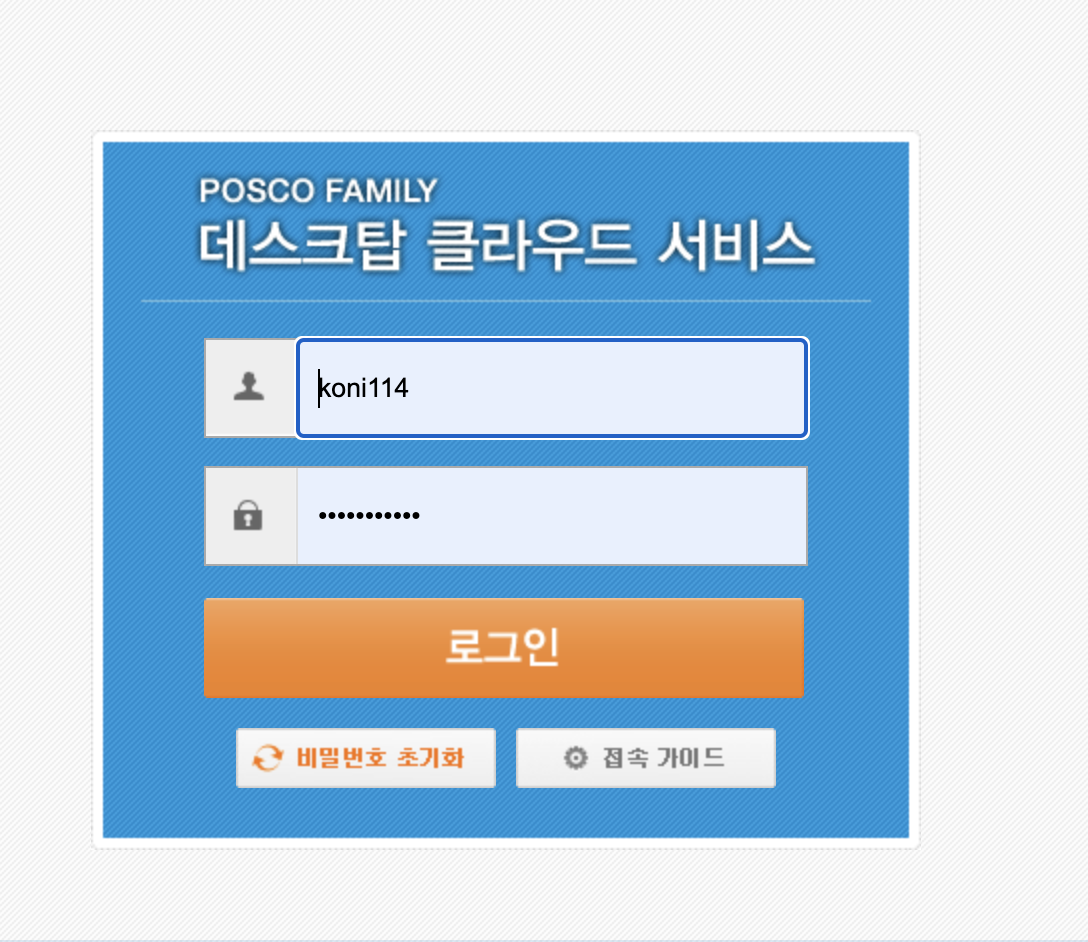 POSCO FAMILY
데스크탑 클라우드 서비스
koni114
•••••••••••
로그인
비밀번호 초기화
접속 가이드